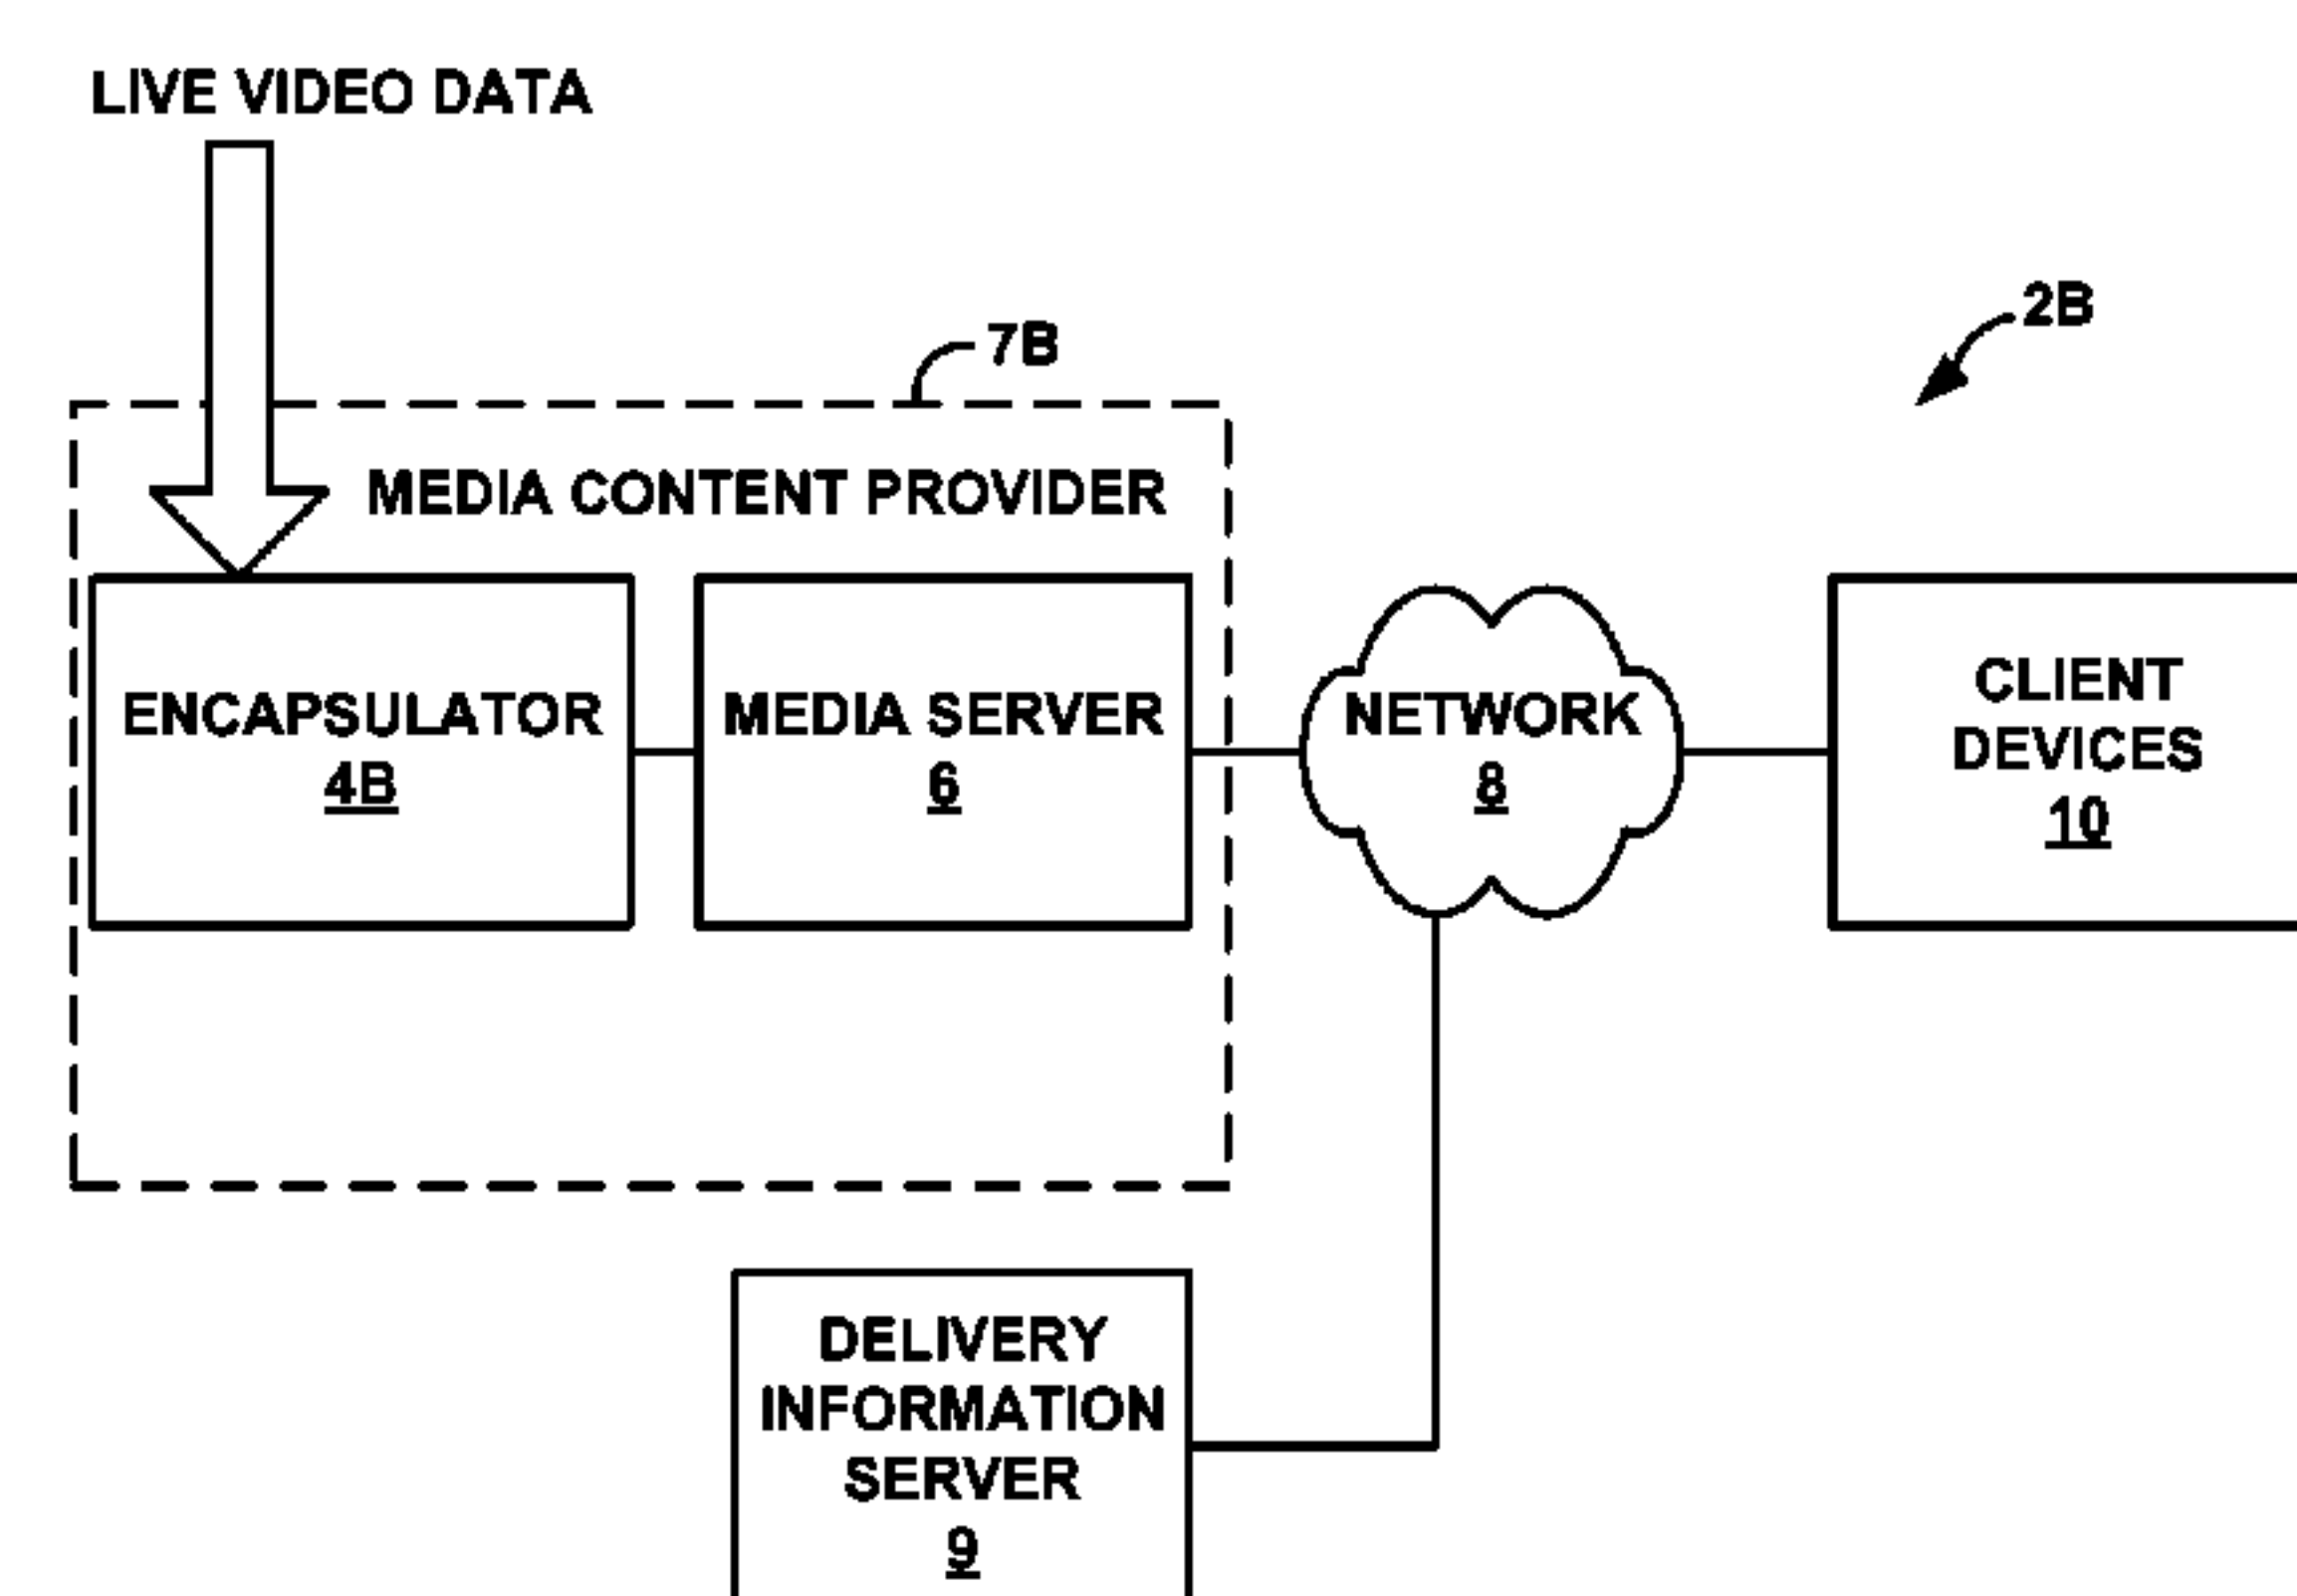 LIVE VIDEO DATA
2B
7B
MEDIA CONTENT PROVIDER
ENCAPSULATOR
4B
MEDIA SERVER
6
NETWORK
8
CLIENT
DEVICES
10
DELIVERY
INFORMATION
SERVER
9